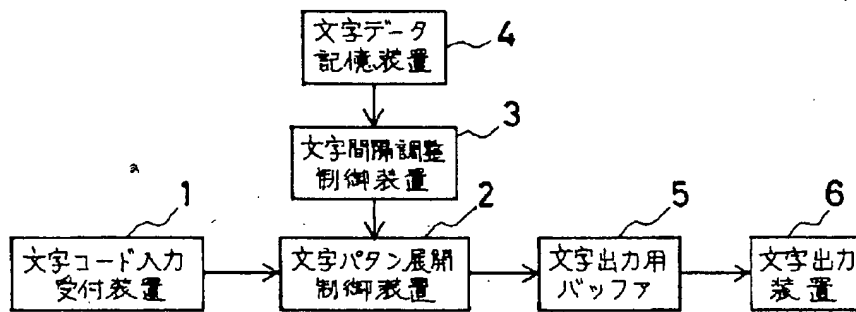 文字データ
記憶装置
4
文字間隔調整
制御装置
3
1
文字コード入力
受付装置
2
文字パタン展開
制御装置
5
文字出力用
バッファ
6
文字出力
装置